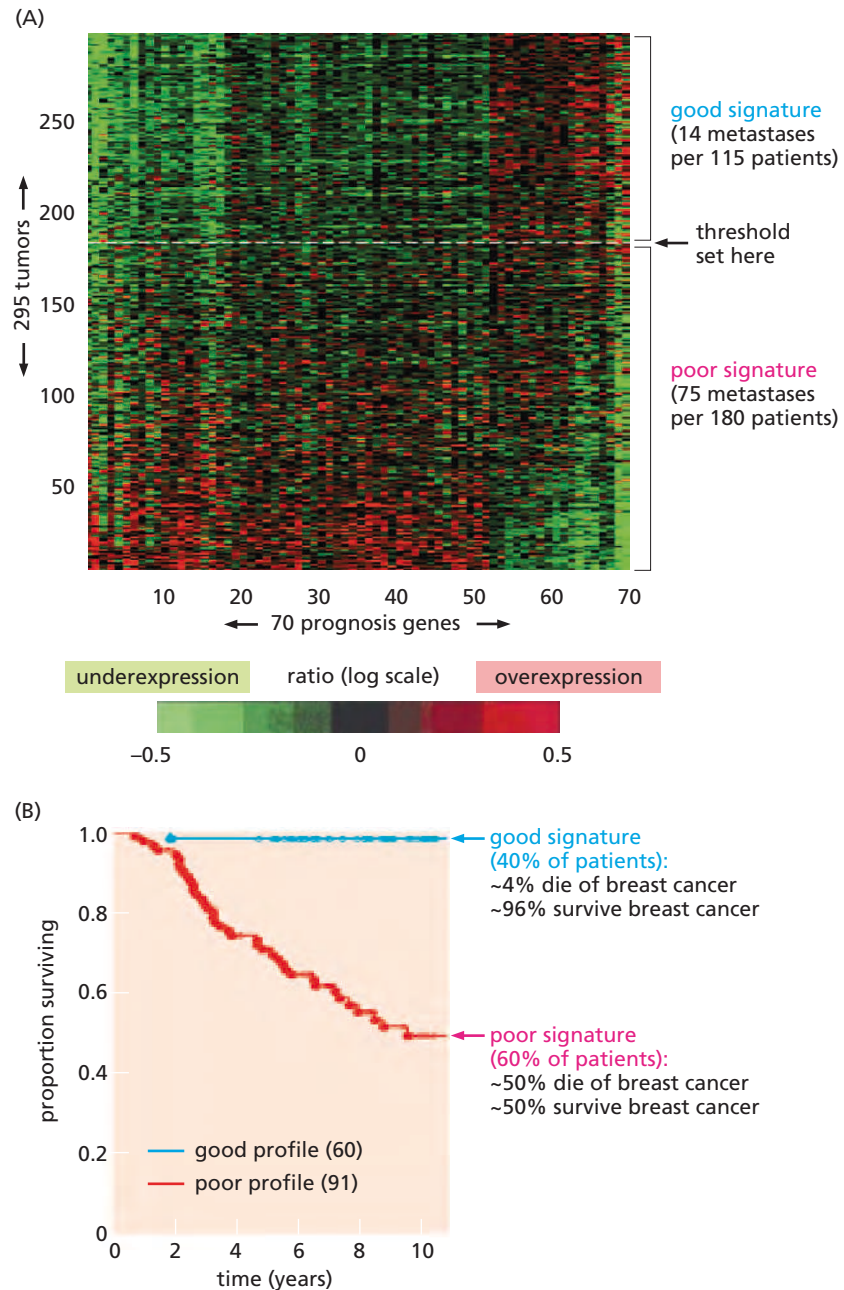 (A)
250
200
150
100
50
← 295 tumors →
good signature
(14 metastases
per 115 patients)
← threshold
set here
poor signature
(75 metastases
per 180 patients)
10 20 30 40 50 60 70
← 70 prognosis genes →
underexpression ratio (log scale) overexpression
–0.5 0 0.5
(B)
1.0
0.8
0.6
0.4
0.2
0
proportion surviving
good signature
(40% of patients):
~4% die of breast cancer
~96% survive breast cancer
poor signature
(60% of patients):
~50% die of breast cancer
~50% survive breast cancer
good profile (60)
poor profile (91)
0 2 4 6 8 10
time (years)